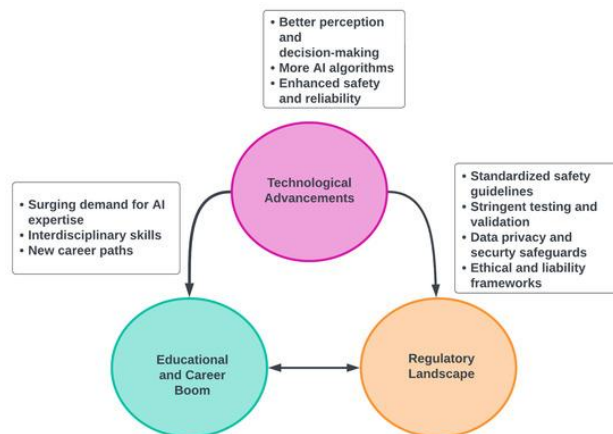 • Better perception
and
decision-making
• More AI algorithms
• Enhanced safety
and reliability
Technological
Advancements
• Surging demand for AI
expertise
• Interdisciplinary skills
• New career paths
• Standardized safety
guidelines
• Stringent testing and
validation
• Data privacy and
securty safeguards
• Ethical and liability
frameworks
Educational
and Career
Boom
Regulatory
Landscape